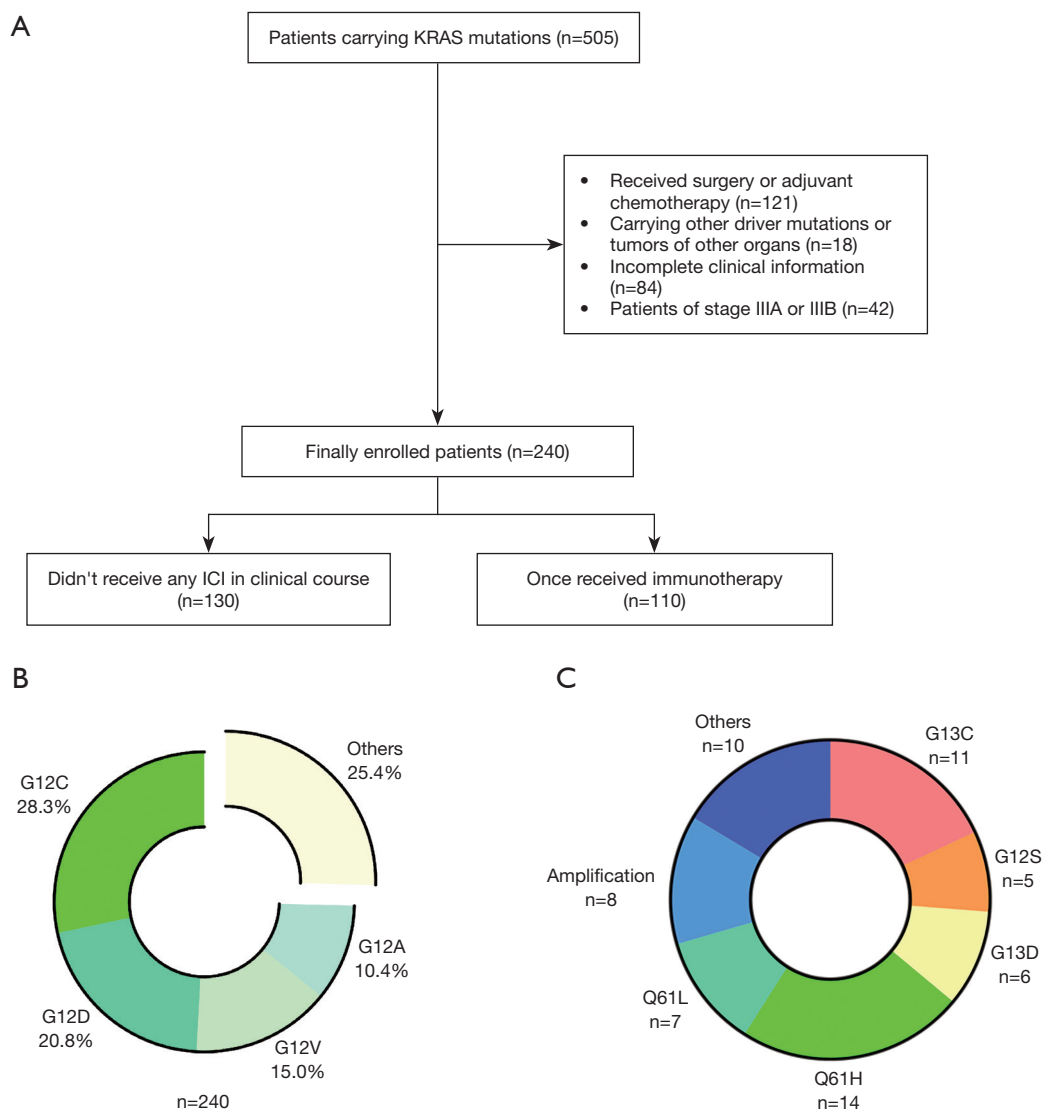 A
Patients carrying KRAS mutations (n=505)
• Received surgery or adjuvant
chemotherapy (n=121)
• Carrying other driver mutations or
tumors of other organs (n=18)
• Incomplete clinical information
(n=84)
• Patients of stage IIIA or IIIB (n=42)
Finally enrolled patients (n=240)
Didn't receive any ICI in clinical course
(n=130)
Once received immunotherapy
(n=110)
B
Others
25.4%
G12C
28.3%
G12A
10.4%
G12D
20.8%
G12V
15.0%
n=240
C
Others
n=10
G13C
n=11
G12S
n=5
Amplification
n=8
G13D
n=6
Q61L
n=7
Q61H
n=14